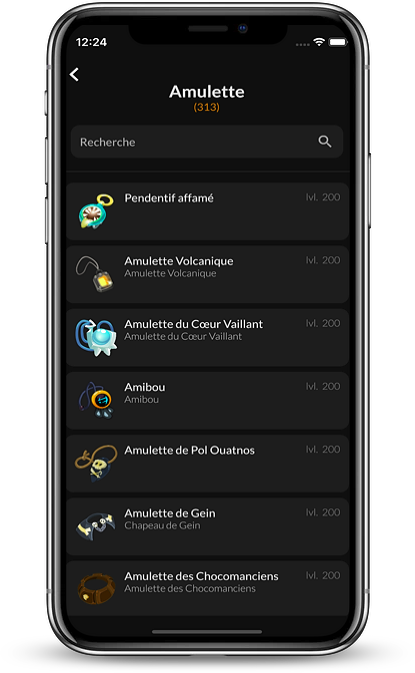 12:24
Amulette
(313)
Recherche
Pendentif affamé
lvl. 200
Amulette Volcanique
lvl. 200
Amulette Volcanique
Amulette du Cœur Vaillant
lvl. 200
Amulette du Cœur Vaillant
Amibou
lvl. 200
Amibou
Amulette de Pol Ouatnos
lvl. 200
Amulette de Gein
lvl. 200
Chapeau de Gein
Amulette des Chocomanciens
lvl. 200
Amulette des Chocomanciens